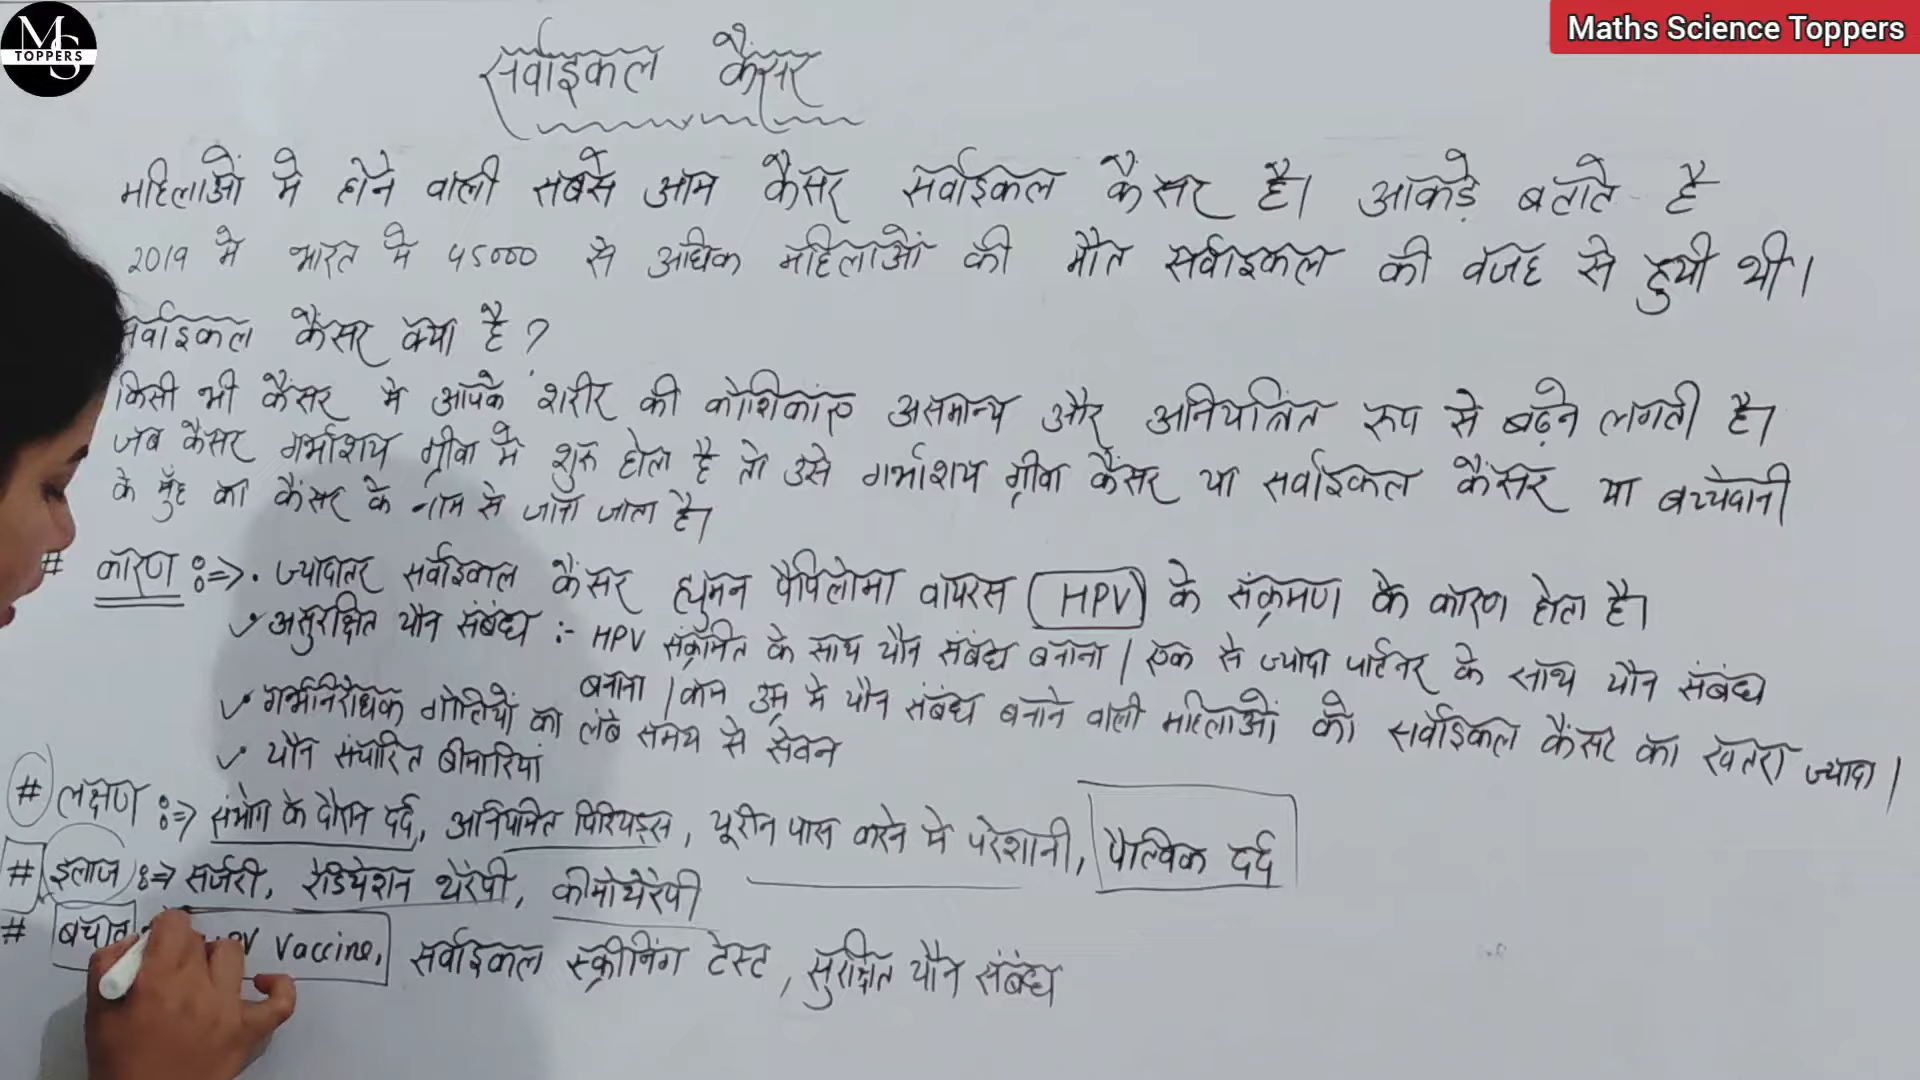 MS
TOPPERS
Maths Science Toppers
सर्वाइकल कैंसर
महिलाओं मे होने वाली सबसे आम कैंसर सर्वाइकल कैंसर है। आकड़े बताते है
2019 मे भारत मे 45000 से अधिक महिलाओं की मौत सर्वाइकल की वजह से हुयी थी।
सर्वाइकल कैंसर क्या है ?
किसी भी कैंसर मे आपके शरीर की कोशिकाएं असमान्य और अनियंत्रित रूप से बढ़ने लगती है।
जब कैंसर गर्भाशय ग्रीवा मे शुरू होता है तो उसे गर्भाशय ग्रीवा कैंसर या सर्वाइकल कैंसर या बच्चेदानी
के मुँह का कैंसर के नाम से जाना जाता है।
# कारण :⇒ . ज्यादातर सर्वाइकल कैंसर ह्यूमन पैपिलोमा वायरस (HPV) के संक्रमण के कारण होता है।
✓ असुरक्षित यौन संबंध :- HPV संक्रमित के साथ यौन संबंध बनाना | एक से ज्यादा पार्टनर के साथ यौन संबंध
बनाना | कम उम्र मे यौन संबंध बनाने वाली महिलाओं को सर्वाइकल कैंसर का खतरा ज्यादा |
✓ गर्भनिरोधक गोलियों का लंबे समय से सेवन
✓ यौन संचारित बीमारियां
# लक्षण :⇒ संभोग के दौरान दर्द, अनियमित पिरियड्स, यूरीन पास करने मे परेशानी, पैल्विक दर्द
# इलाज :⇒ सर्जरी, रेडियेशन थैरेपी, कीमोथैरेपी
# बचाव Vaccine, सर्वाइकल स्क्रीनिंग टेस्ट, सुरक्षित यौन संबंध